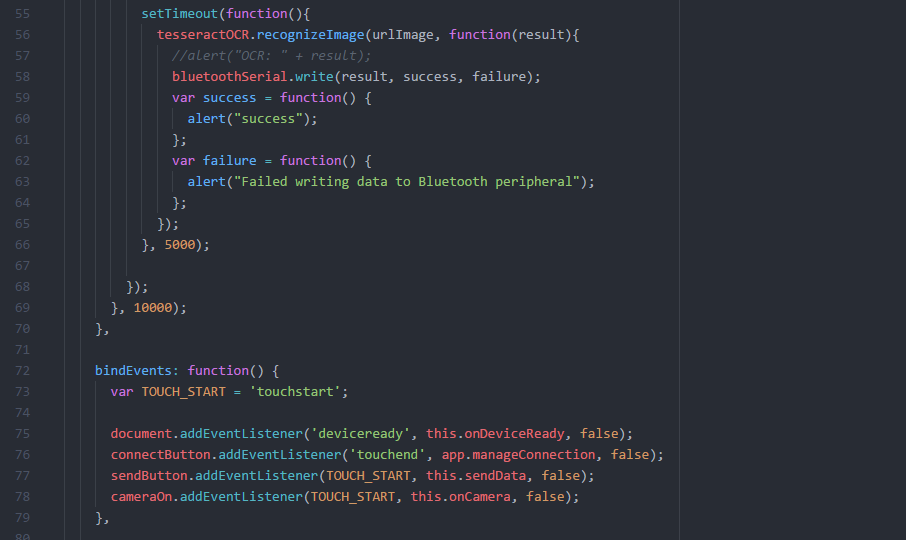 55 setTimeout(function(){
56 tesseractOCR.recognizeImage(urlImage, function(result){
57 //alert("OCR: " + result);
58 bluetoothSerial.write(result, success, failure);
59 var success = function() {
60 alert("success");
61 };
62 var failure = function() {
63 alert("Failed writing data to Bluetooth peripheral");
64 };
65 });
66 }, 5000);
67
68 });
69 }, 10000);
70 },
71
72 bindEvents: function() {
73 var TOUCH_START = 'touchstart';
74
75 document.addEventListener('deviceready', this.onDeviceReady, false);
76 connectButton.addEventListener('touchend', app.manageConnection, false);
77 sendButton.addEventListener(TOUCH_START, this.sendData, false);
78 cameraOn.addEventListener(TOUCH_START, this.onCamera, false);
79 },
80